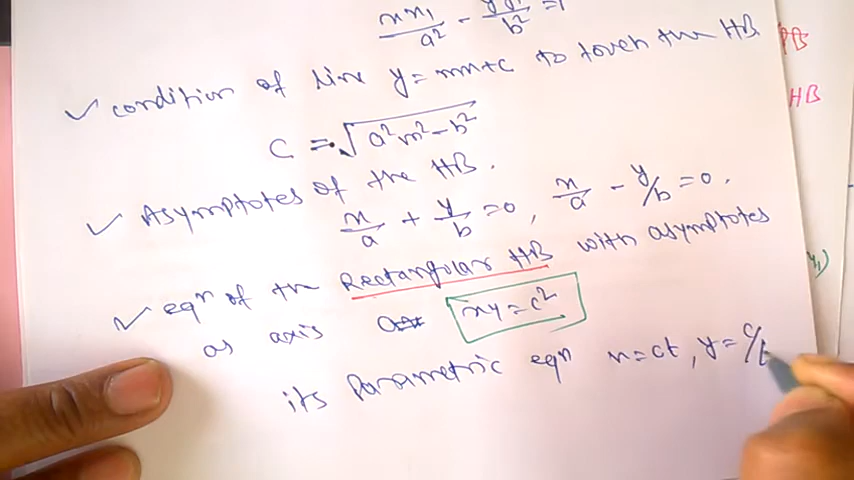 xx₁/a² - yy₁/b² = 1
✓ condition of line y=mx+c to touch the HB
c = √a²m²-b²
✓ Asymptotes of the HB.
x/a + y/b =0, x/a - y/b =0.
✓ eqⁿ of the Rectangular HB with asymptotes
as axis xy=c²
its Parametric eqⁿ x=ct, y=c/t
HB